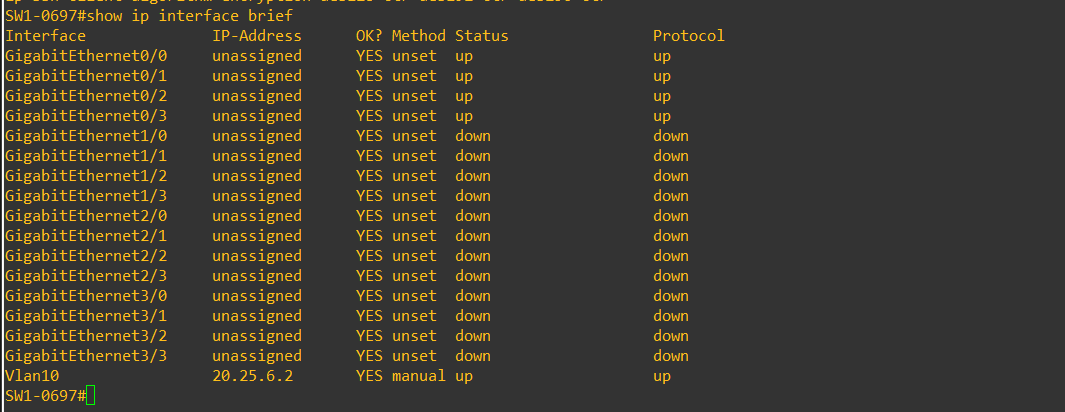 SW1-0697#show ip interface brief
Interface IP-Address OK? Method Status Protocol
GigabitEthernet0/0 unassigned YES unset up up
GigabitEthernet0/1 unassigned YES unset up up
GigabitEthernet0/2 unassigned YES unset up up
GigabitEthernet0/3 unassigned YES unset up up
GigabitEthernet1/0 unassigned YES unset down down
GigabitEthernet1/1 unassigned YES unset down down
GigabitEthernet1/2 unassigned YES unset down down
GigabitEthernet1/3 unassigned YES unset down down
GigabitEthernet2/0 unassigned YES unset down down
GigabitEthernet2/1 unassigned YES unset down down
GigabitEthernet2/2 unassigned YES unset down down
GigabitEthernet2/3 unassigned YES unset down down
GigabitEthernet3/0 unassigned YES unset down down
GigabitEthernet3/1 unassigned YES unset down down
GigabitEthernet3/2 unassigned YES unset down down
GigabitEthernet3/3 unassigned YES unset down down
Vlan10 20.25.6.2 YES manual up up
SW1-0697#